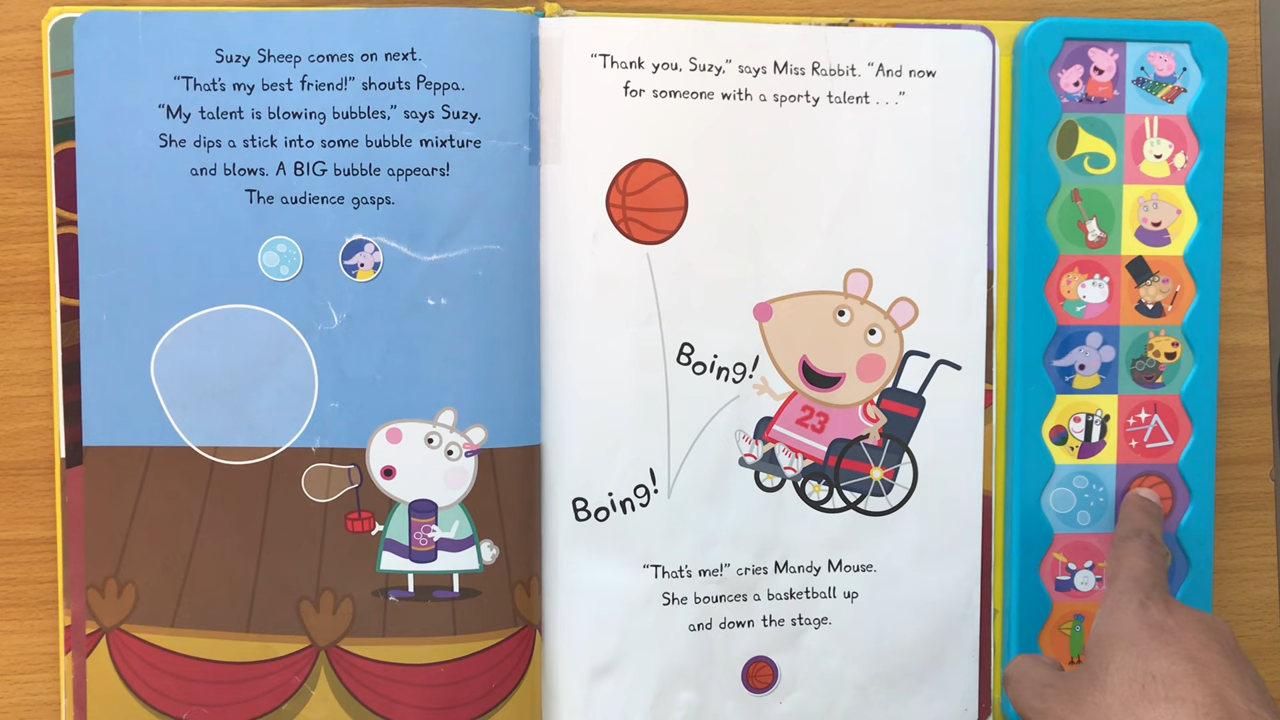 Suzy Sheep comes on next.
“That's my best friend!” shouts Peppa.
“My talent is blowing bubbles,” says Suzy.
She dips a stick into some bubble mixture
and blows. A BIG bubble appears!
The audience gasps.
“Thank you, Suzy,” says Miss Rabbit. “And now
for someone with a sporty talent . . .”
Boing!
23
Boing!
“That's me!” cries Mandy Mouse.
She bounces a basketball up
and down the stage.